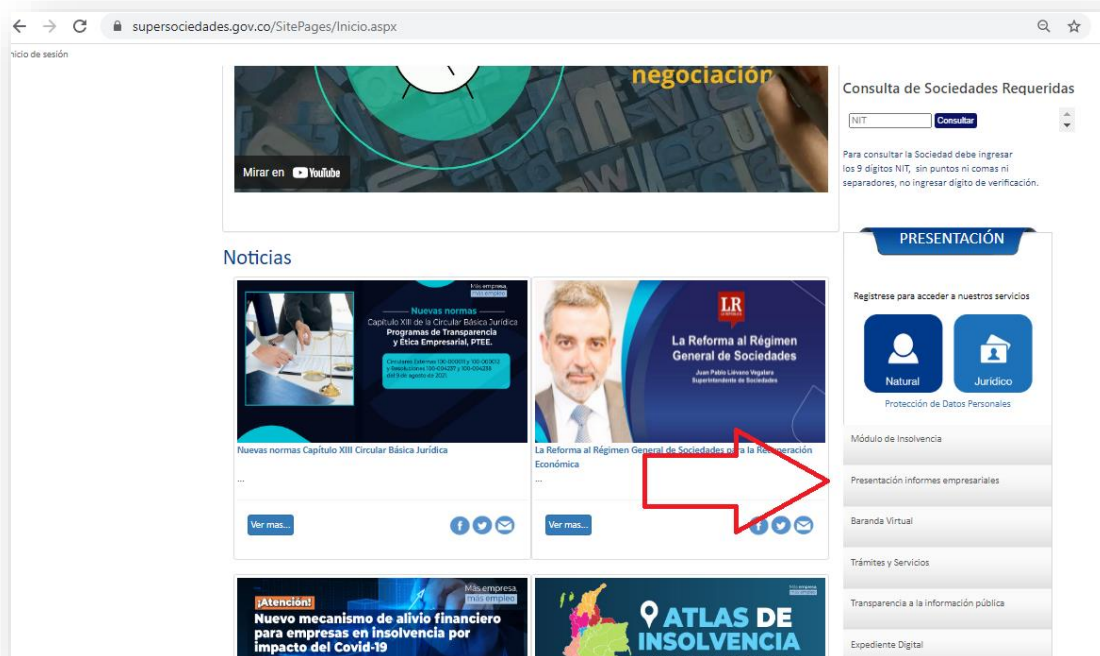 supersociedades.gov.co/SitePages/Inicio.aspx
nicio de sesión
negociación
Mirar en YouTube
Consulta de Sociedades Requeridas
NIT
Consultar
Para consultar la Sociedad debe ingresar
los 9 dígitos NIT, sin puntos ni comas ni
separadores, no ingresar dígito de verificación.
Noticias
Más empresa,
más empleo
Nuevas normas
Capítulo XIII de la Circular Básica Jurídica
Programas de Transparencia
y Ética Empresarial, PTEE.
Nuevas normas Capítulo XIII Circular Básica Jurídica
...
Ver mas...
LR
La Reforma al Régimen
General de Sociedades
Juan Pablo Liévano Vegalara
Superintendente de Sociedades
La Reforma al Régimen General de Sociedades para la Recuperación
Económica
...
Ver mas...
Más empresa,
más empleo
¡Atención!
Nuevo mecanismo de alivio financiero
para empresas en insolvencia por
impacto del Covid-19
ATLAS DE
INSOLVENCIA
PRESENTACIÓN
Registrese para acceder a nuestros servicios
Natural
Jurídico
Protección de Datos Personales
Módulo de Insolvencia
Presentación informes empresariales
Baranda Virtual
Trámites y Servicios
Transparencia a la información pública
Expediente Digital